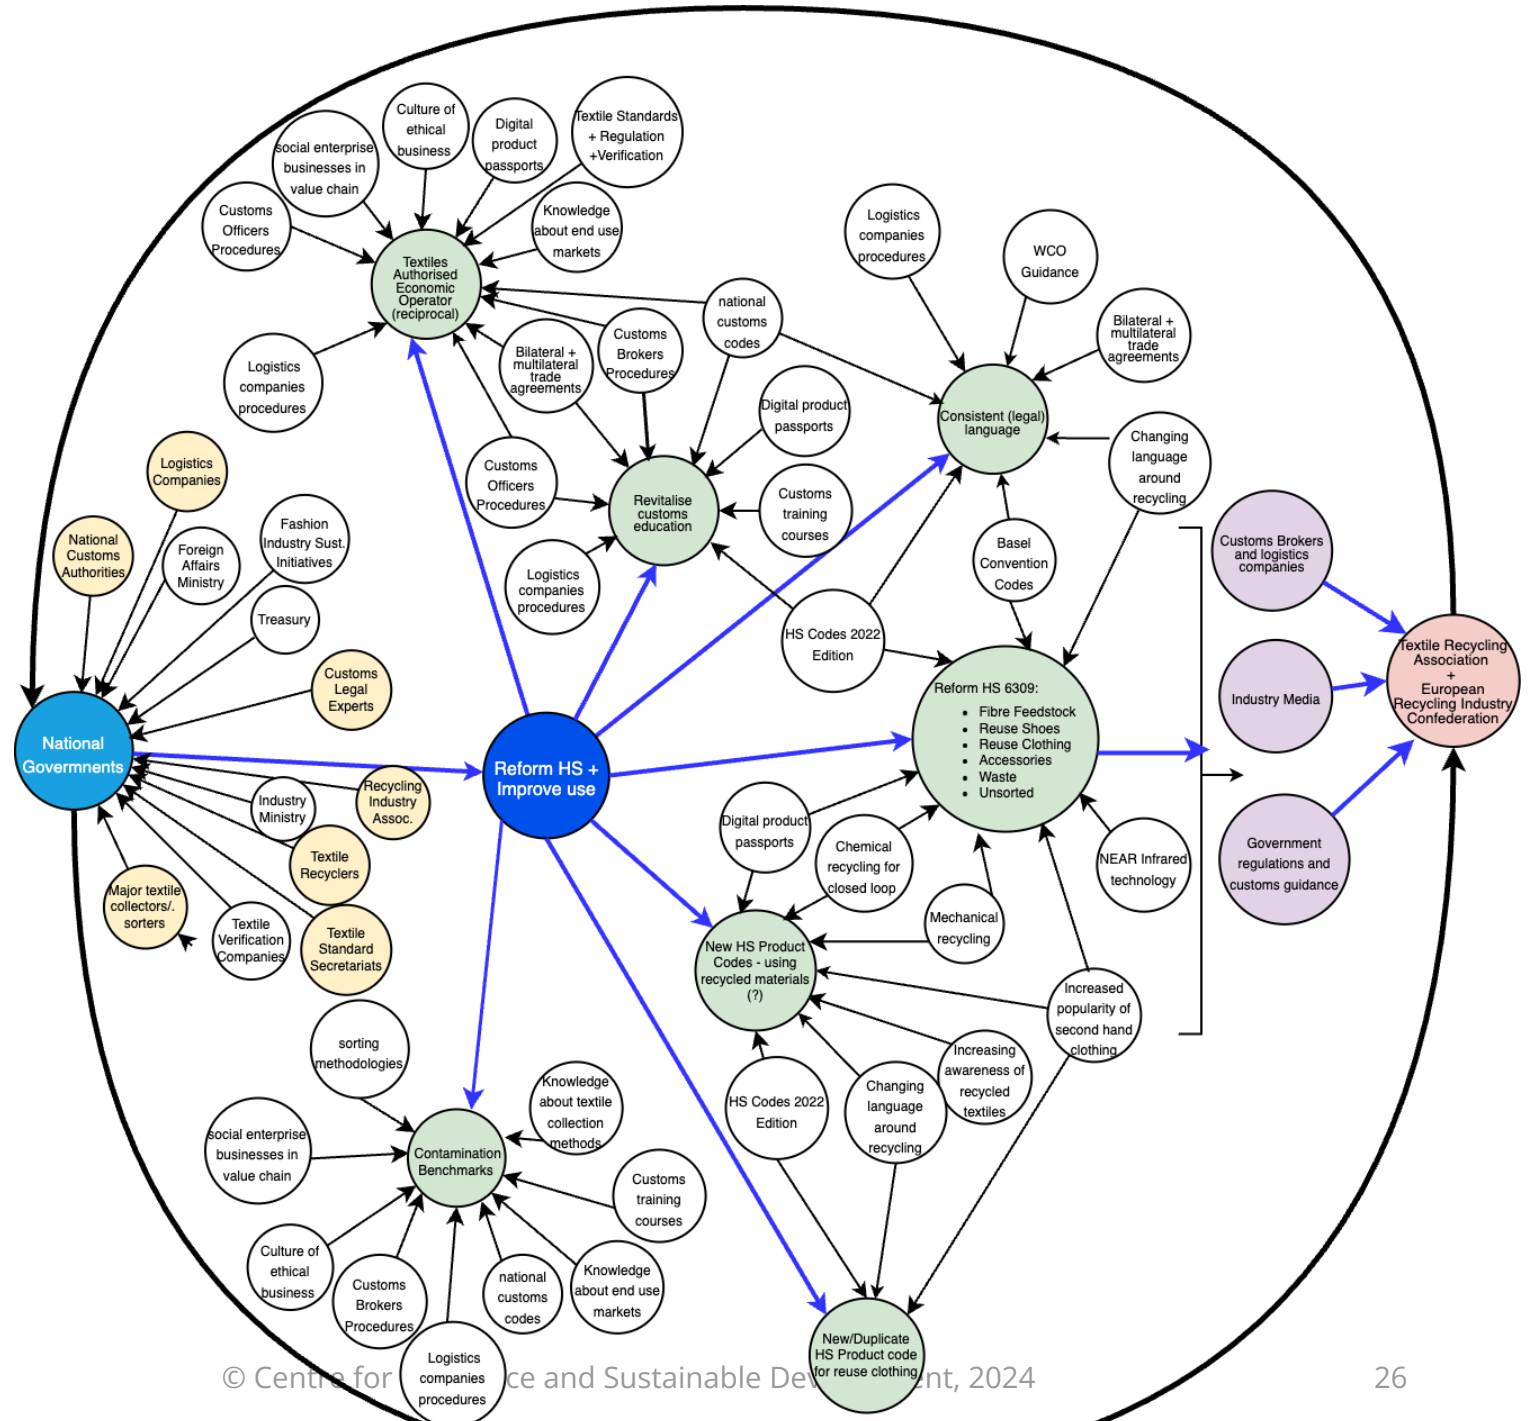 Culture of
ethical
business
Textile Standards
+ Regulation
+Verification
Digital
product
passports
social enterprise
businesses in
value chain
Customs
Officers
Procedures
Knowledge
about end use
markets
Textiles
Authorised
Economic
Operator
(reciprocal)
Logistics
companies
procedures
WCO
Guidance
Bilateral +
multilateral
trade
agreements
national
customs
codes
Customs
Brokers
Procedures
Bilateral +
multilateral
trade
agreements
Logistics
companies
procedures
Digital product
passports
Consistent (legal)
language
Changing
language
around
recycling
Customs
Officers
Procedures
Revitalise
customs
education
Customs
training
courses
Logistics
companies
procedures
Basel
Convention
Codes
HS Codes 2022
Edition
Logistics
Companies
National
Customs
Authorities
Foreign
Affairs
Ministry
Fashion
Industry Sust.
Initiatives
Treasury
Customs
Legal
Experts
National
Govermnents
Reform HS +
Improve use
Recycling
Industry
Assoc.
Industry
Ministry
Textile
Recyclers
Major textile
collectors/.
sorters
Textile
Verification
Companies
Textile
Standard
Secretariats
Reform HS 6309:
• Fibre Feedstock
• Reuse Shoes
• Reuse Clothing
• Accessories
• Waste
• Unsorted
Customs Brokers
and logistics
companies
Industry Media
Government
regulations and
customs guidance
Textile Recycling
Association
+
European
Recycling Industry
Confederation
Digital product
passports
Chemical
recycling for
closed loop
Mechanical
recycling
NEAR Infrared
technology
New HS Product
Codes - using
recycled materials
(?)
Increased
popularity of
second hand
clothing
Increasing
awareness of
recycled
textiles
HS Codes 2022
Edition
Changing
language
around
recycling
sorting
methodologies
Knowledge
about textile
collection
methods
social enterprise
businesses in
value chain
Contamination
Benchmarks
Customs
training
courses
Culture of
ethical
business
Customs
Brokers
Procedures
national
customs
codes
Knowledge
about end use
markets
Logistics
companies
procedures
New/Duplicate
HS Product code
for reuse clothing
© Centre for ce and Sustainable Dev ent, 2024
26